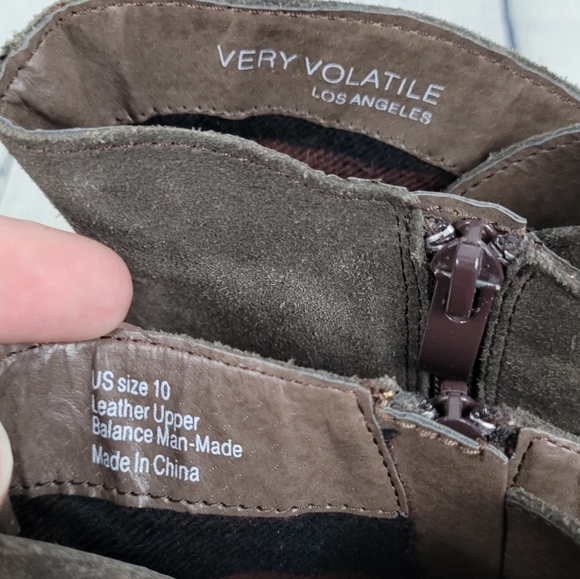 VERY VOLATILE
LOS ANGELES
US size 10
Leather Upper
Balance Man-Made
Made In China